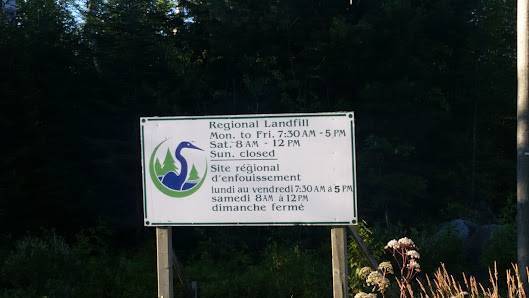 Regional Landfill
Mon. to Fri. 7:30 AM - 5 PM
Sat. 8 AM - 12 PM
Sun. closed
Site régional
d'enfouissement
lundi au vendredi 7:30 AM à 5 PM
samedi 8 AM à 12 PM
dimanche fermé